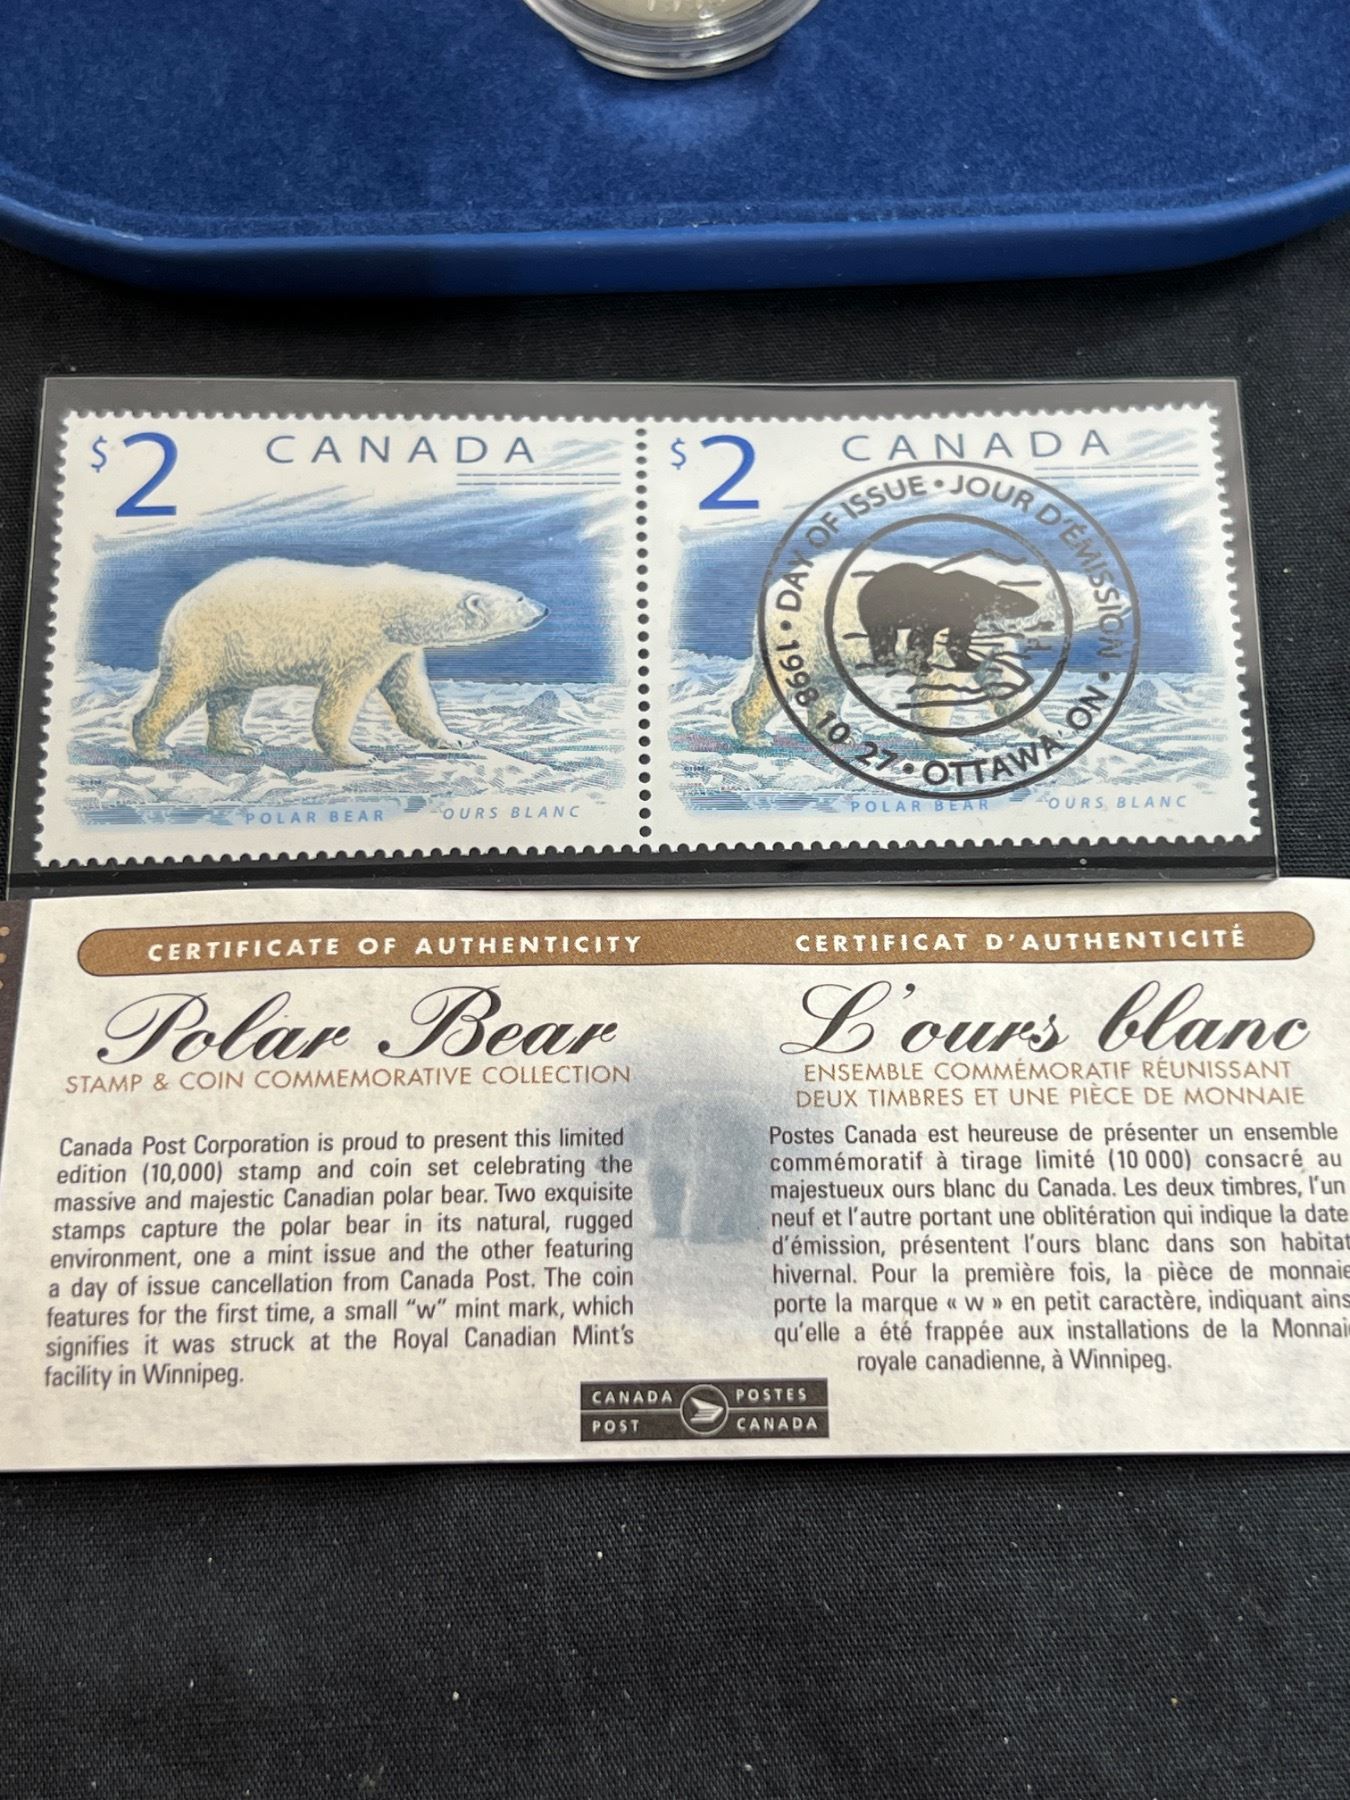 $2 CANADA
POLAR BEAR OURS BLANC
$2 CANADA
DAY OF ISSUE • JOUR D'ÉMISSION •
1998 10 27 • OTTAWA ON
POLAR BEAR OURS BLANC
CERTIFICATE OF AUTHENTICITY
Polar Bear
STAMP & COIN COMMEMORATIVE COLLECTION
Canada Post Corporation is proud to present this limited
edition (10,000) stamp and coin set celebrating the
massive and majestic Canadian polar bear. Two exquisite
stamps capture the polar bear in its natural, rugged
environment, one a mint issue and the other featuring
a day of issue cancellation from Canada Post. The coin
features for the first time, a small "w" mint mark, which
signifies it was struck at the Royal Canadian Mint's
facility in Winnipeg.
CERTIFICAT D'AUTHENTICITÉ
L'ours blanc
ENSEMBLE COMMÉMORATIF RÉUNISSANT
DEUX TIMBRES ET UNE PIÈCE DE MONNAIE
Postes Canada est heureuse de présenter un ensemble
commémoratif à tirage limité (10 000) consacré au
majestueux ours blanc du Canada. Les deux timbres, l'un
neuf et l'autre portant une oblitération qui indique la date
d'émission, présentent l'ours blanc dans son habitat
hivernal. Pour la première fois, la pièce de monnaie
porte la marque « w » en petit caractère, indiquant ains
qu'elle a été frappée aux installations de la Monnai
royale canadienne, à Winnipeg.
CANADA POSTES
POST CANADA